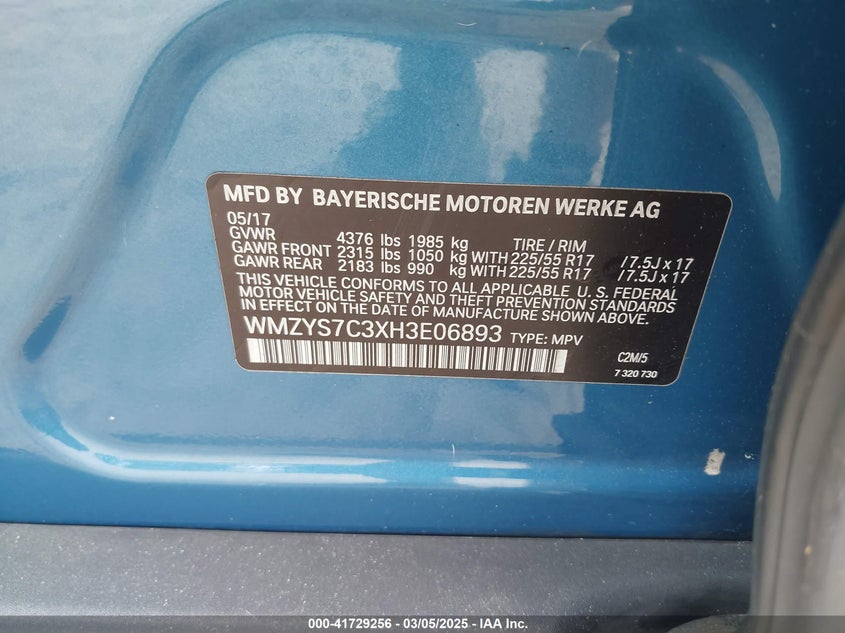 MFD BY BAYERISCHE MOTOREN WERKE AG
05/17
GVWR 4376 lbs 1985 kg TIRE / RIM
GAWR FRONT 2315 lbs 1050 kg WITH 225/55 R17 /7.5J x 17
GAWR REAR 2183 lbs 990 kg WITH 225/55 R17 /7.5J x 17
THIS VEHICLE CONFORMS TO ALL APPLICABLE U.S. FEDERAL
MOTOR VEHICLE SAFETY AND THEFT PREVENTION STANDARDS
IN EFFECT ON THE DATE OF MANUFACTURE SHOWN ABOVE.
WMZYS7C3XH3E06893 TYPE: MPV
C2M/5
7 320 730
000-41729256 - 03/05/2025 - IAA Inc.